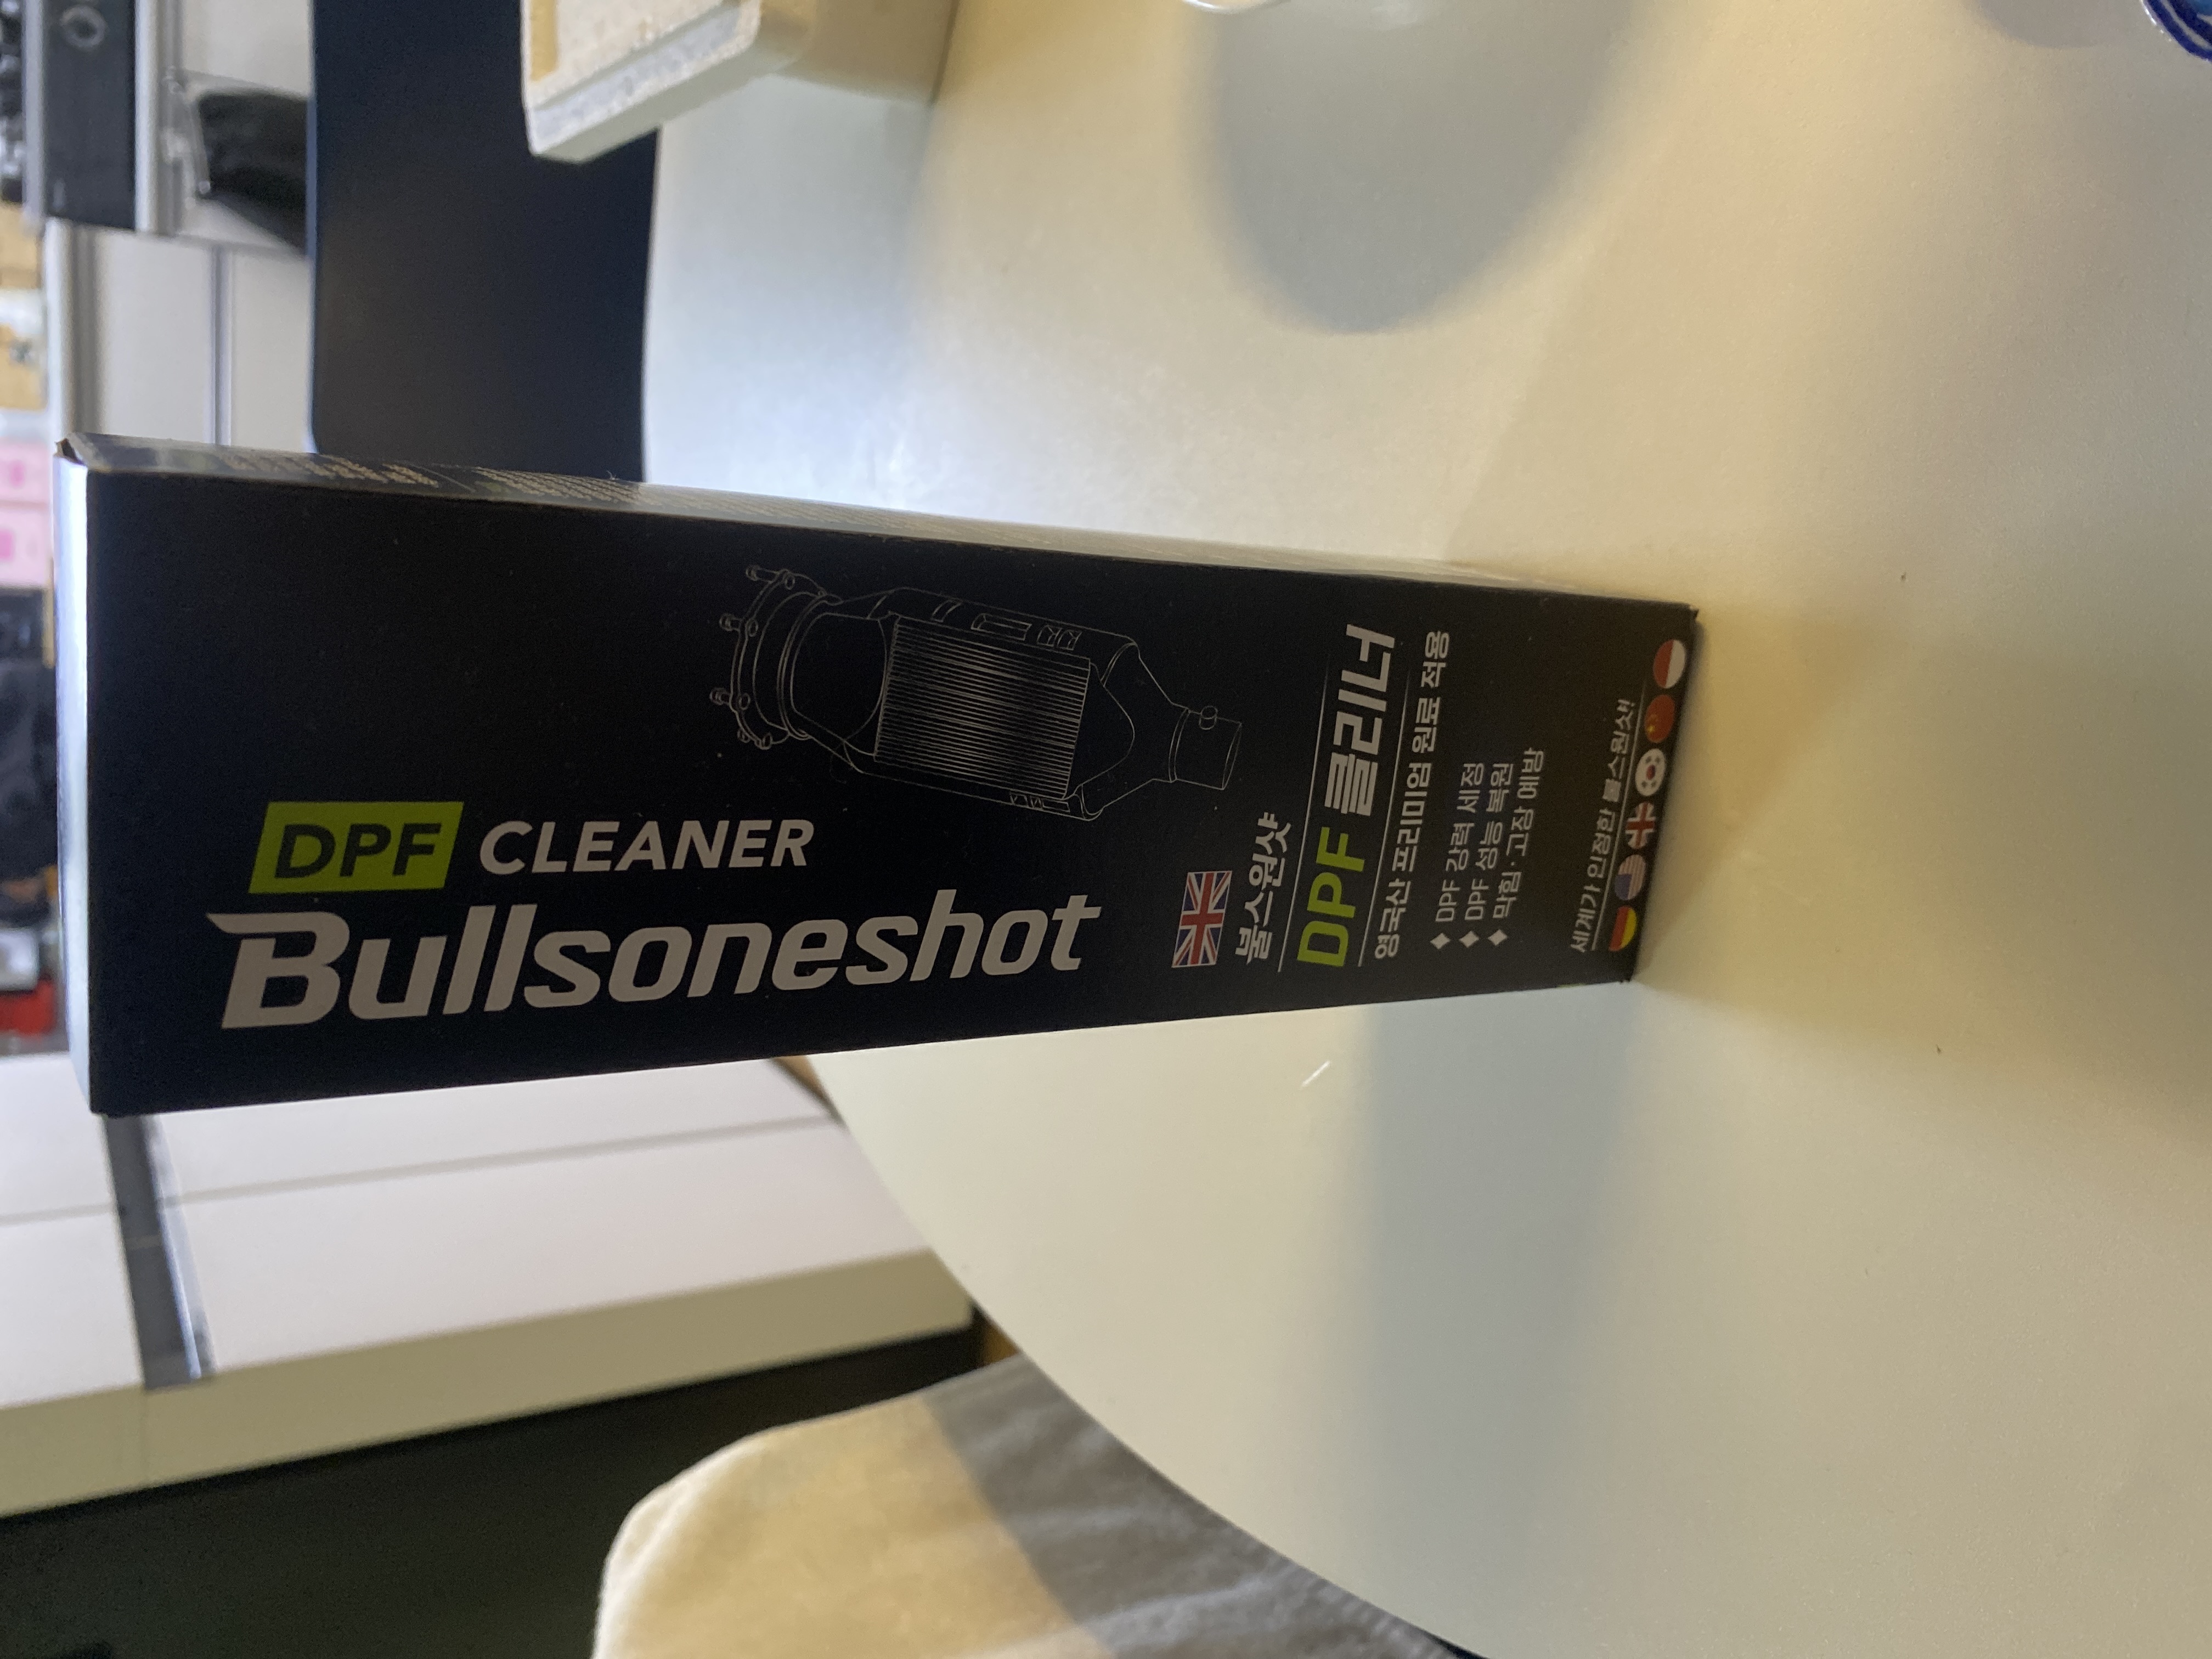 DPF CLEANER
Bullsoneshot
불스원샷
DPF 클리너
영국산 프리미엄 원료 적용
DPF 강력 세정
DPF 성능 복원
막힘·고장 예방
세계가 인정한 불스원샷!